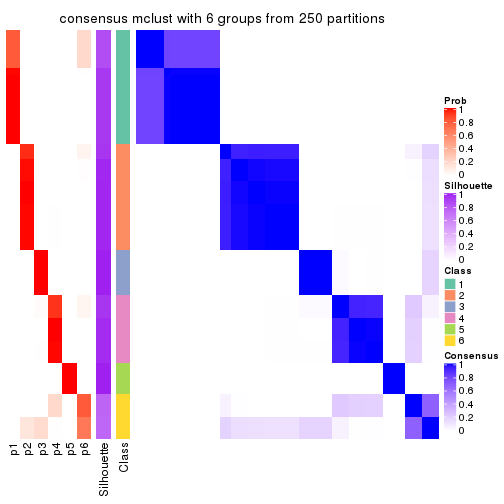 consensus mclust with 6 groups from 250 partitions
Prob
1
0.8
0.6
0.4
0.2
0
Silhouette
1
0.8
0.6
0.4
0.2
0
Class
1
2
3
4
5
6
Consensus
1
0.8
0.6
0.4
0.2
0
p1
p2
p3
p4
p5
p6
Silhouette
Class